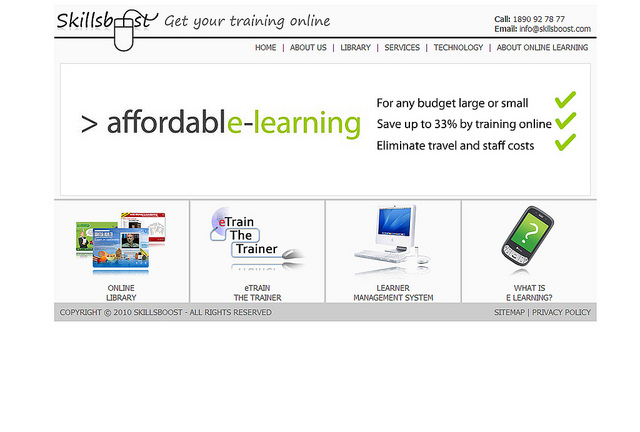 Skillsboost Get your training online
Call: 1890 92 78 77
Email: info@skillsboost.com
HOME | ABOUT US | LIBRARY | SERVICES | TECHNOLOGY | ABOUT ONLINE LEARNING
> affordable-learning
For any budget large or small
Save up to 33% by training online
Eliminate travel and staff costs
eTrain
The
Trainer
?
ONLINE
LIBRARY
eTRAIN
THE TRAINER
LEARNER
MANAGEMENT SYSTEM
WHAT IS
E LEARNING?
COPYRIGHT © 2010 SKILLSBOOST - ALL RIGHTS RESERVED
SITEMAP | PRIVACY POLICY